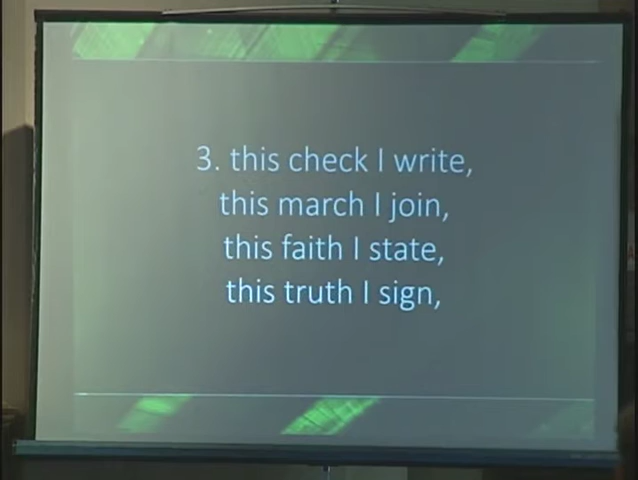 3. this check I write,
this march I join,
this faith I state,
this truth I sign,